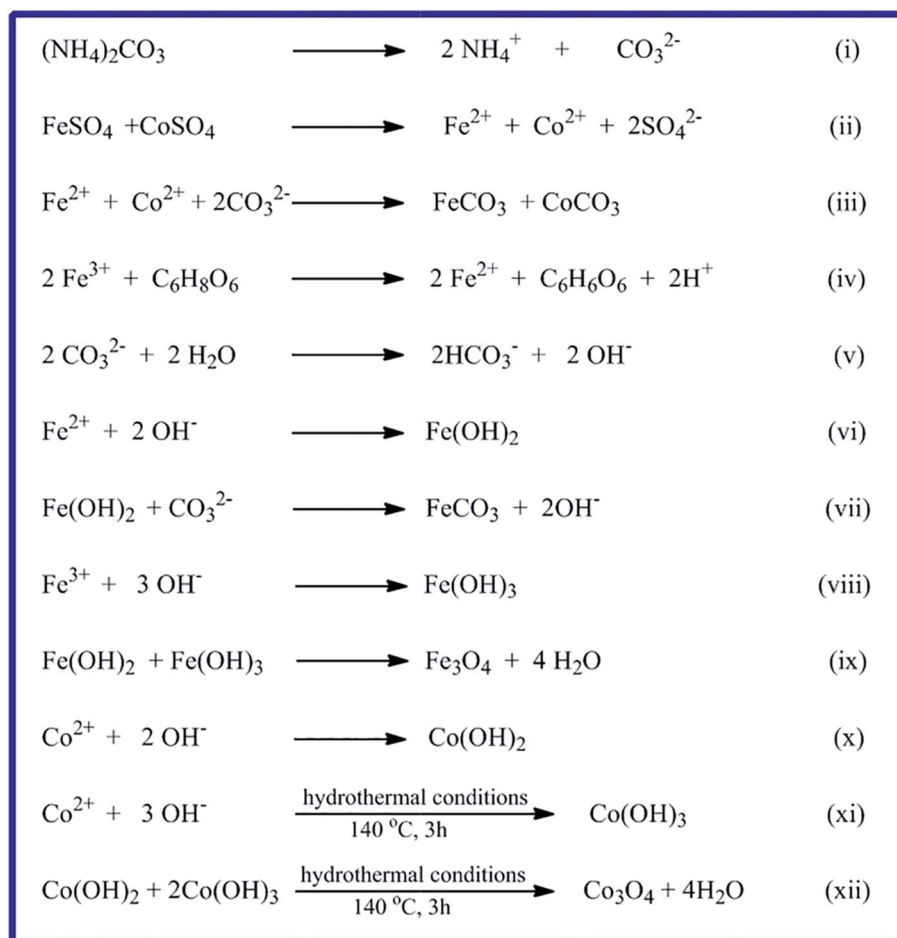 (NH₄)₂CO₃ ⟶ 2 NH₄⁺ + CO₃²⁻ (i)
FeSO₄ +CoSO₄ ⟶ Fe²⁺ + Co²⁺ + 2SO₄²⁻ (ii)
Fe²⁺ + Co²⁺ + 2CO₃²⁻ ⟶ FeCO₃ + CoCO₃ (iii)
2 Fe³⁺ + C₆H₈O₆ ⟶ 2 Fe²⁺ + C₆H₆O₆ + 2H⁺ (iv)
2 CO₃²⁻ + 2 H₂O ⟶ 2HCO₃⁻ + 2 OH⁻ (v)
Fe²⁺ + 2 OH⁻ ⟶ Fe(OH)₂ (vi)
Fe(OH)₂ + CO₃²⁻ ⟶ FeCO₃ + 2OH⁻ (vii)
Fe³⁺ + 3 OH⁻ ⟶ Fe(OH)₃ (viii)
Fe(OH)₂ + Fe(OH)₃ ⟶ Fe₃O₄ + 4 H₂O (ix)
Co²⁺ + 2 OH⁻ ⟶ Co(OH)₂ (x)
hydrothermal conditions
Co²⁺ + 3 OH⁻ ⟶ Co(OH)₃ (xi)
140 °C, 3h
hydrothermal conditions
Co(OH)₂ + 2Co(OH)₃ ⟶ Co₃O₄ + 4H₂O (xii)
140 °C, 3h